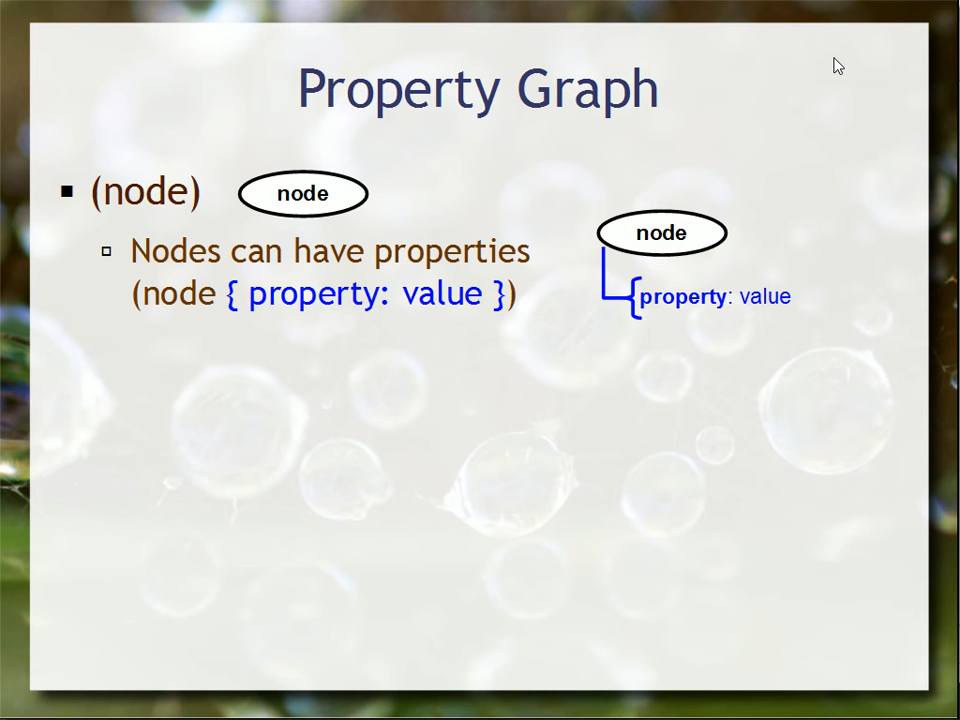 Property Graph
(node)
node
Nodes can have properties
(node { property: value })
node
property: value